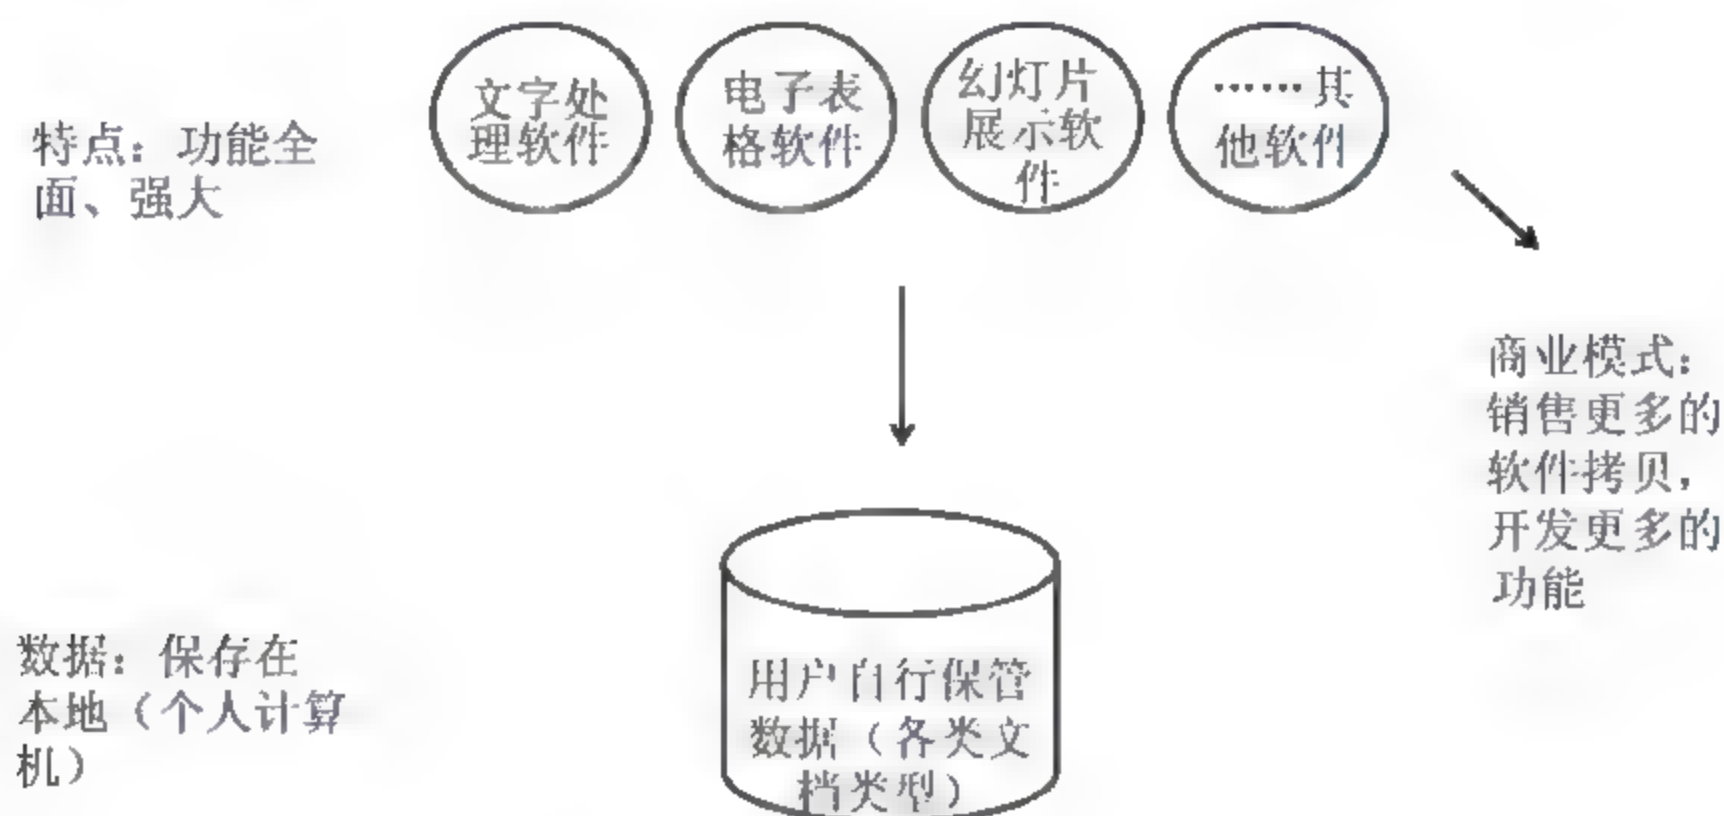 特点：功能全
面、强大
文字处
理软件
电子表
格软件
幻灯片
展示软
件
……其
他软件
商业模式：
销售更多的
软件拷贝，
开发更多的
功能
数据：保存在
本地（个人计算
机）
用户自行保管
数据（各类文
档类型）